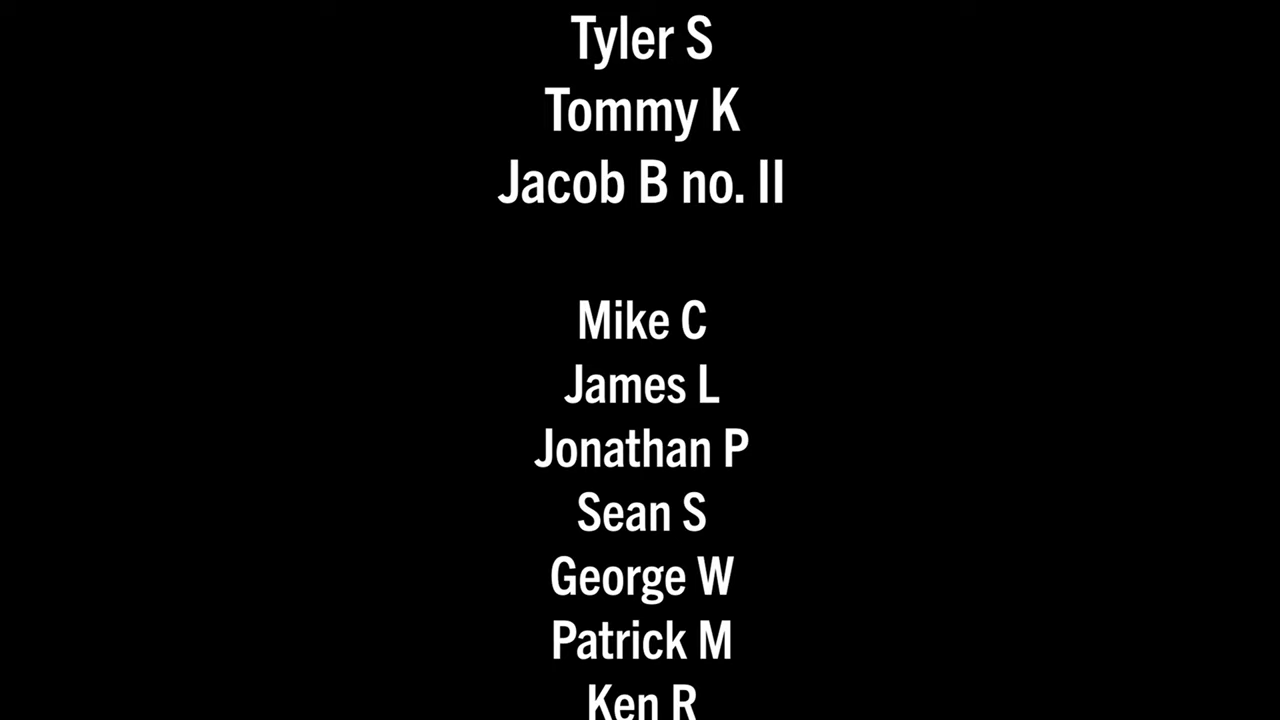 Tyler S
Tommy K
Jacob B no. II
Mike C
James L
Jonathan P
Sean S
George W
Patrick M
Ken R